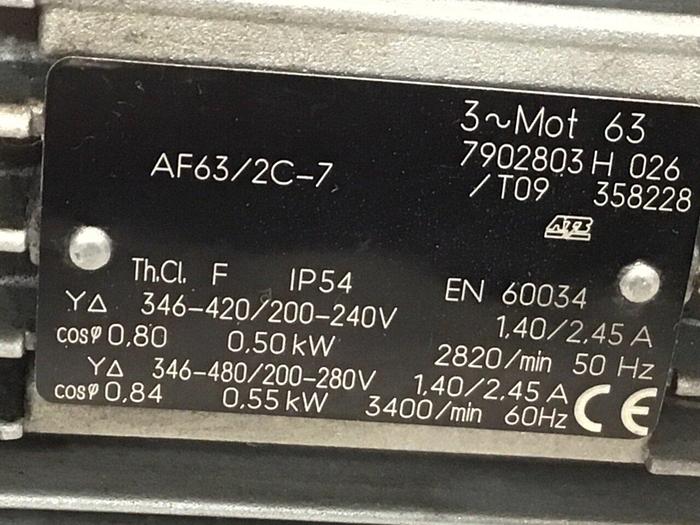 3~Mot 63
7902803 H 026
AF63/2C-7
/T09 358228
Th.Cl. F IP54 EN 60034
Y∆ 346-420/200-240V 1,40/2,45 A
cosφ 0,80 0,50 kW 2820/min 50 Hz
Y∆ 346-480/200-280V 1,40/2,45 A
cosφ 0,84 0,55 kW 3400/min 60Hz
CE